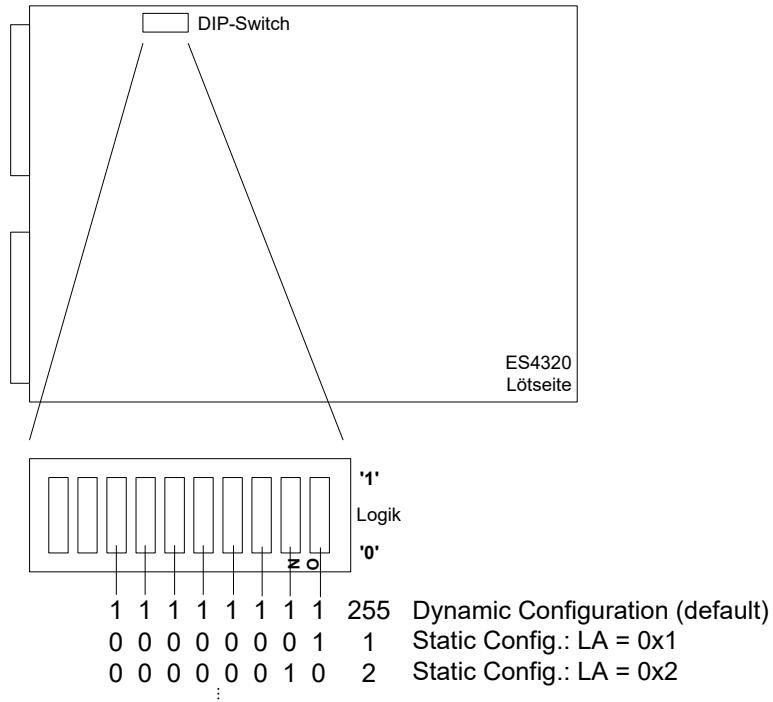 DIP-Switch
ES4320
Lötseite
'1'
Logik
'0'
N O
1 1 1 1 1 1 1 1 255 Dynamic Configuration (default)
0 0 0 0 0 0 0 1 1 Static Config.: LA = 0x1
0 0 0 0 0 0 1 0 2 Static Config.: LA = 0x2
...